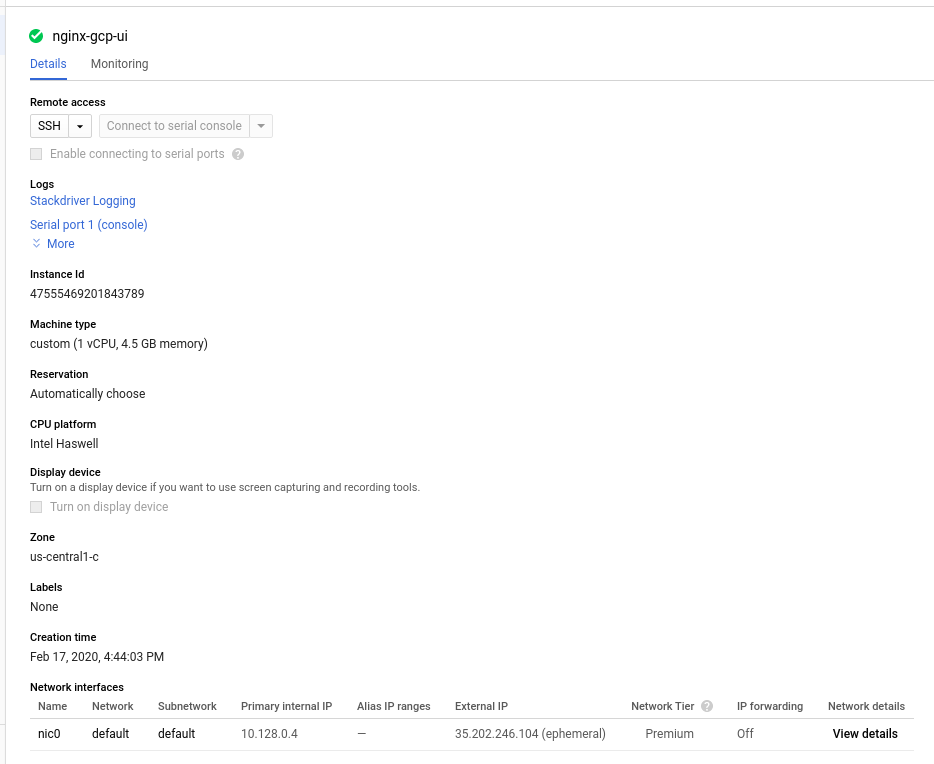 nginx-gcp-ui
Details Monitoring
Remote access
SSH Connect to serial console
Enable connecting to serial ports ?
Logs
Stackdriver Logging
Serial port 1 (console)
More
Instance Id
47555469201843789
Machine type
custom (1 vCPU, 4.5 GB memory)
Reservation
Automatically choose
CPU platform
Intel Haswell
Display device
Turn on a display device if you want to use screen capturing and recording tools.
Turn on display device
Zone
us-central1-c
Labels
None
Creation time
Feb 17, 2020, 4:44:03 PM
Network interfaces
Name Network Subnetwork Primary internal IP Alias IP ranges External IP Network Tier ? IP forwarding Network details
nic0 default default 10.128.0.4 — 35.202.246.104 (ephemeral) Premium Off View details